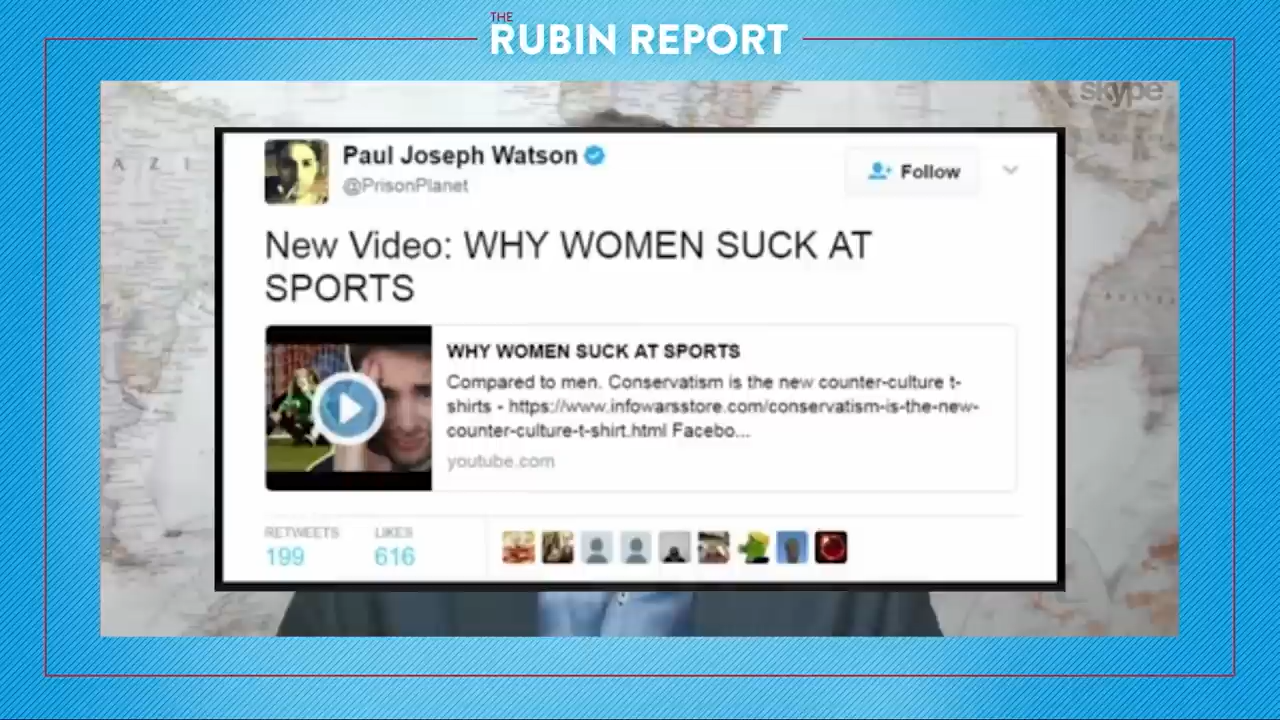 THE
RUBIN REPORT
skype
AZI
Paul Joseph Watson
@PrisonPlanet
Follow
New Video: WHY WOMEN SUCK AT
SPORTS
WHY WOMEN SUCK AT SPORTS
Compared to men. Conservatism is the new counter-culture t-
shirts - https://www.infowarsstore.com/conservatism-is-the-new-
counter-culture-t-shirt.html Facebo...
youtube.com
RETWEETS LIKES
199 616